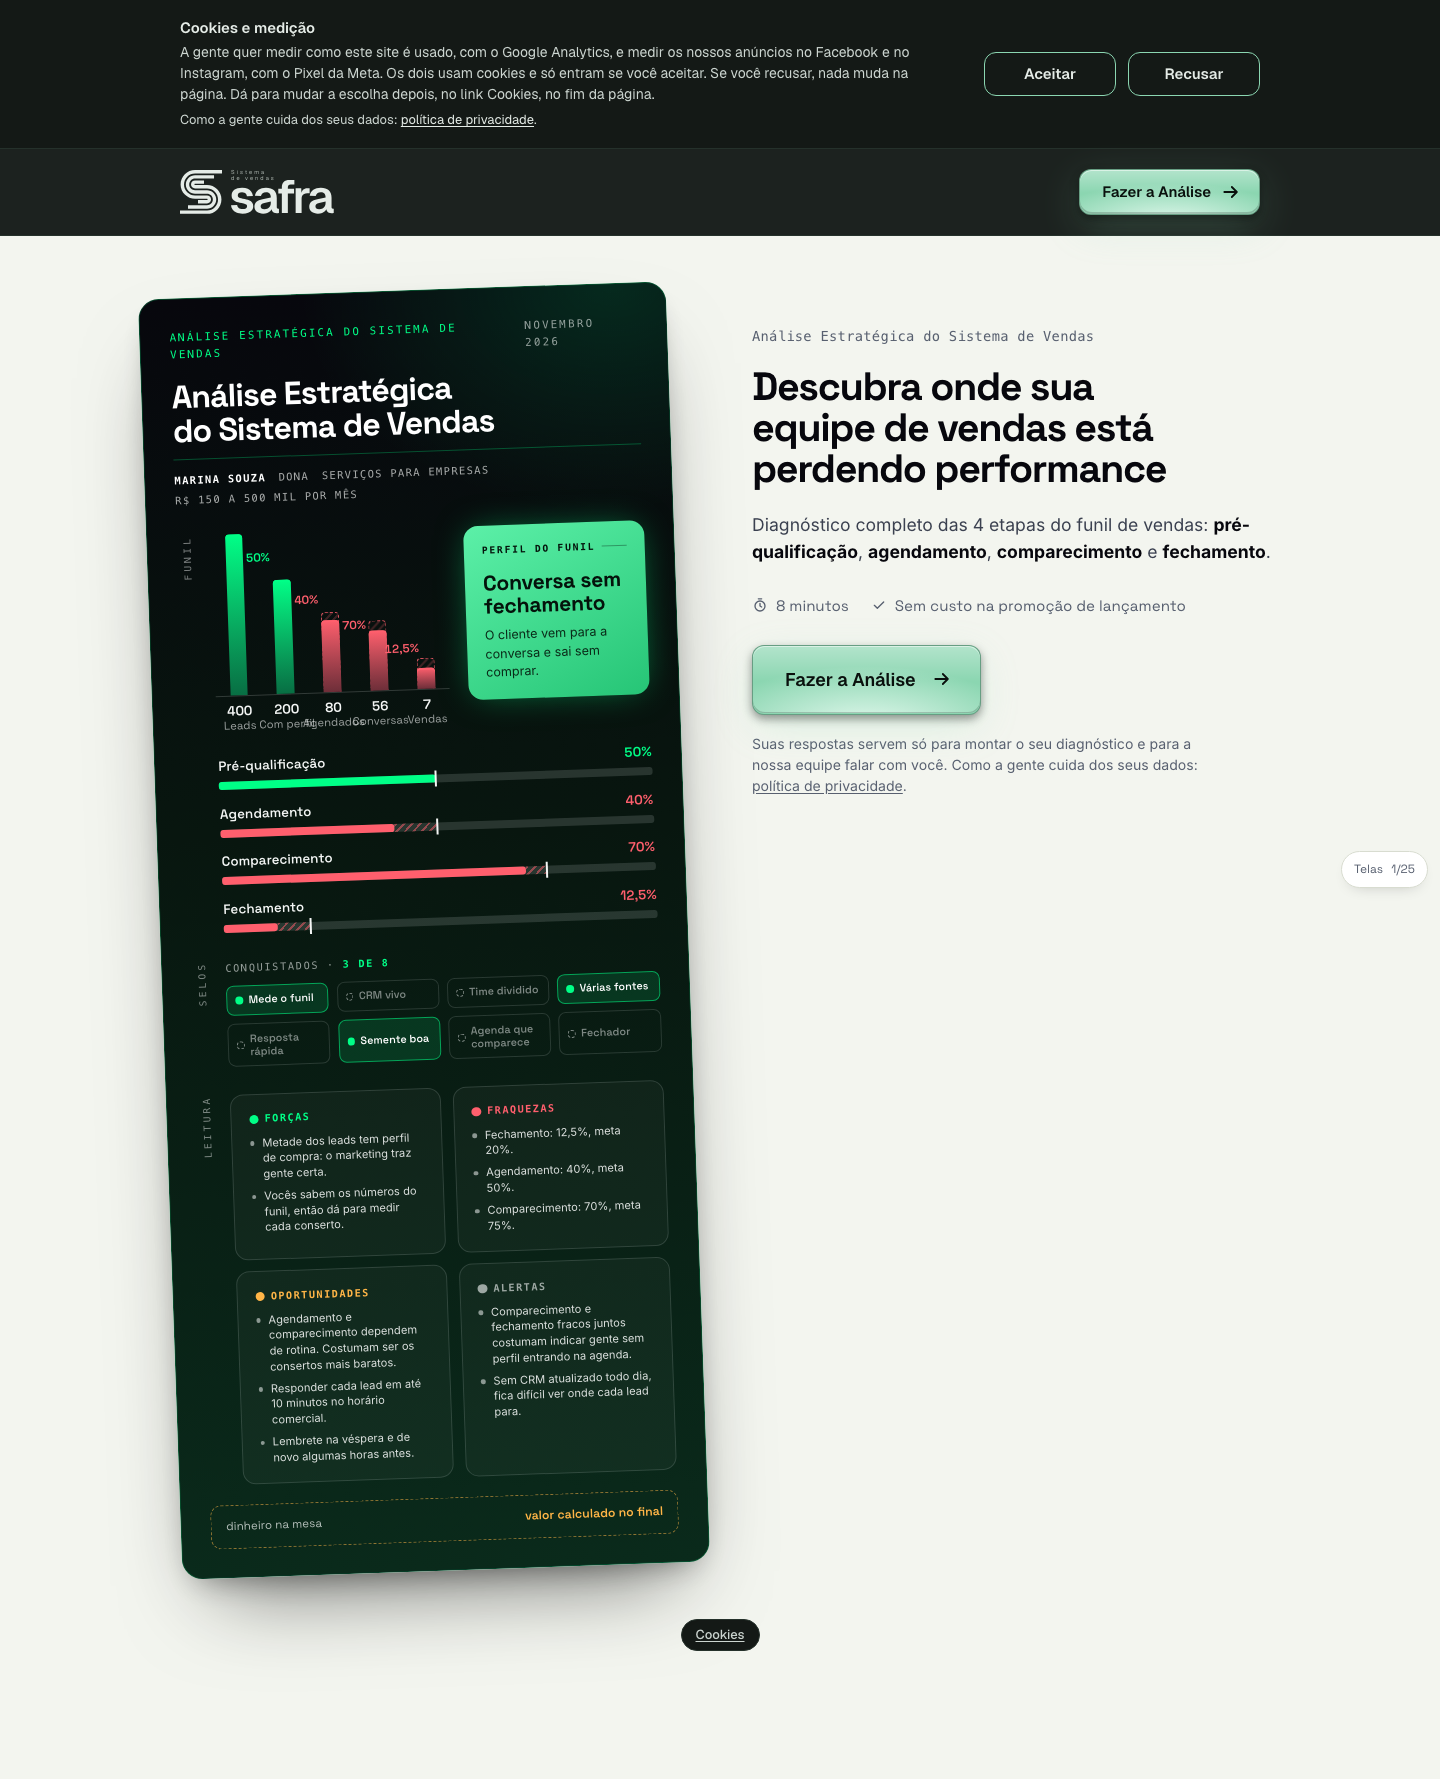 Cookies e medição
A gente quer medir como este site é usado, com o Google Analytics, e medir os nossos anúncios no Facebook e no
Instagram, com o Pixel da Meta. Os dois usam cookies e só entram se você aceitar. Se você recusar, nada muda na
página. Dá para mudar a escolha depois, no link Cookies, no fim da página.
Como a gente cuida dos seus dados: política de privacidade.
Aceitar
Recusar
Sistema
de vendas
safra
Fazer a Análise
ANÁLISE ESTRATÉGICA DO SISTEMA DE
VENDAS
NOVEMBRO
2026
Análise Estratégica
do Sistema de Vendas
MARINA SOUZA DONA SERVIÇOS PARA EMPRESAS
R$ 150 A 500 MIL POR MÊS
FUNIL
50%
40%
70%
12,5%
400
200
80
56
7
Leads
Com perfil
Agendados
Conversas
Vendas
PERFIL DO FUNIL
Conversa sem
fechamento
O cliente vem para a
conversa e sai sem
comprar.
Pré-qualificação
50%
Agendamento
40%
Comparecimento
70%
Fechamento
12,5%
SELOS
CONQUISTADOS · 3 DE 8
Mede o funil
CRM vivo
Time dividido
Várias fontes
Resposta
rápida
Semente boa
Agenda que
comparece
Fechador
LEITURA
FORÇAS
Metade dos leads tem perfil
de compra: o marketing traz
gente certa.
Vocês sabem os números do
funil, então dá para medir
cada conserto.
FRAQUEZAS
Fechamento: 12,5%, meta
20%.
Agendamento: 40%, meta
50%.
Comparecimento: 70%, meta
75%.
OPORTUNIDADES
Agendamento e
comparecimento dependem
de rotina. Costumam ser os
consertos mais baratos.
Responder cada lead em até
10 minutos no horário
comercial.
Lembrete na véspera e de
novo algumas horas antes.
ALERTAS
Comparecimento e
fechamento fracos juntos
costumam indicar gente sem
perfil entrando na agenda.
Sem CRM atualizado todo dia,
fica difícil ver onde cada lead
para.
dinheiro na mesa
valor calculado no final
Análise Estratégica do Sistema de Vendas
Descubra onde sua
equipe de vendas está
perdendo performance
Diagnóstico completo das 4 etapas do funil de vendas: pré-
qualificação, agendamento, comparecimento e fechamento.
8 minutos
Sem custo na promoção de lançamento
Fazer a Análise
Suas respostas servem só para montar o seu diagnóstico e para a
nossa equipe falar com você. Como a gente cuida dos seus dados:
política de privacidade.
Telas 1/25
Cookies